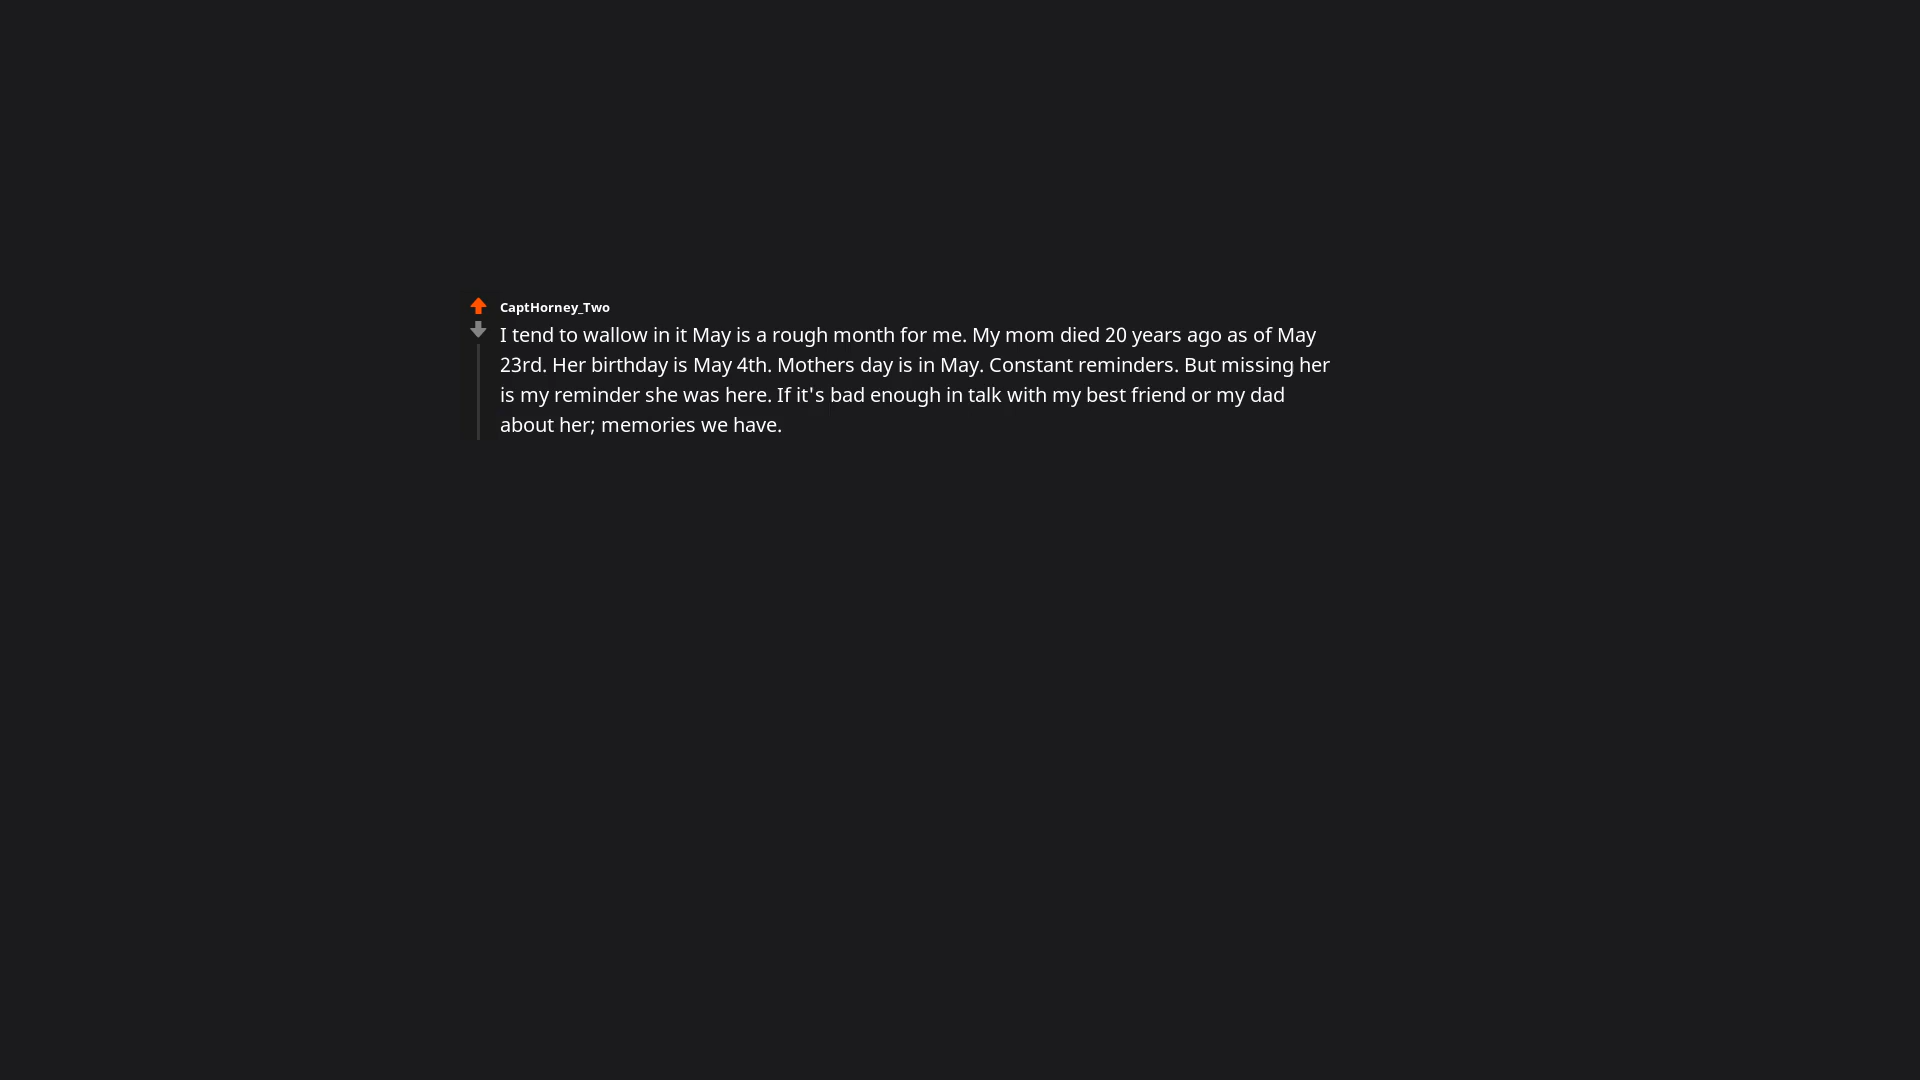 CaptHorney_Two
I tend to wallow in it May is a rough month for me. My mom died 20 years ago as of May
23rd. Her birthday is May 4th. Mothers day is in May. Constant reminders. But missing her
is my reminder she was here. If it's bad enough in talk with my best friend or my dad
about her; memories we have.